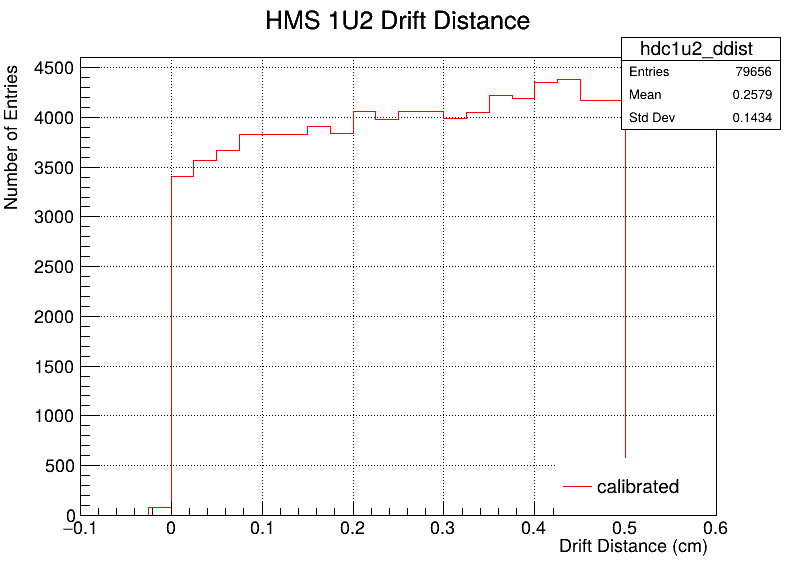 HMS 1U2 Drift Distance
hdc1u2_ddist
Entries 79656
Mean 0.2579
Std Dev 0.1434
Number of Entries
4500
4000
3500
3000
2500
2000
1500
1000
500
0
calibrated
−0.1 0 0.1 0.2 0.3 0.4 0.5 0.6
Drift Distance (cm)